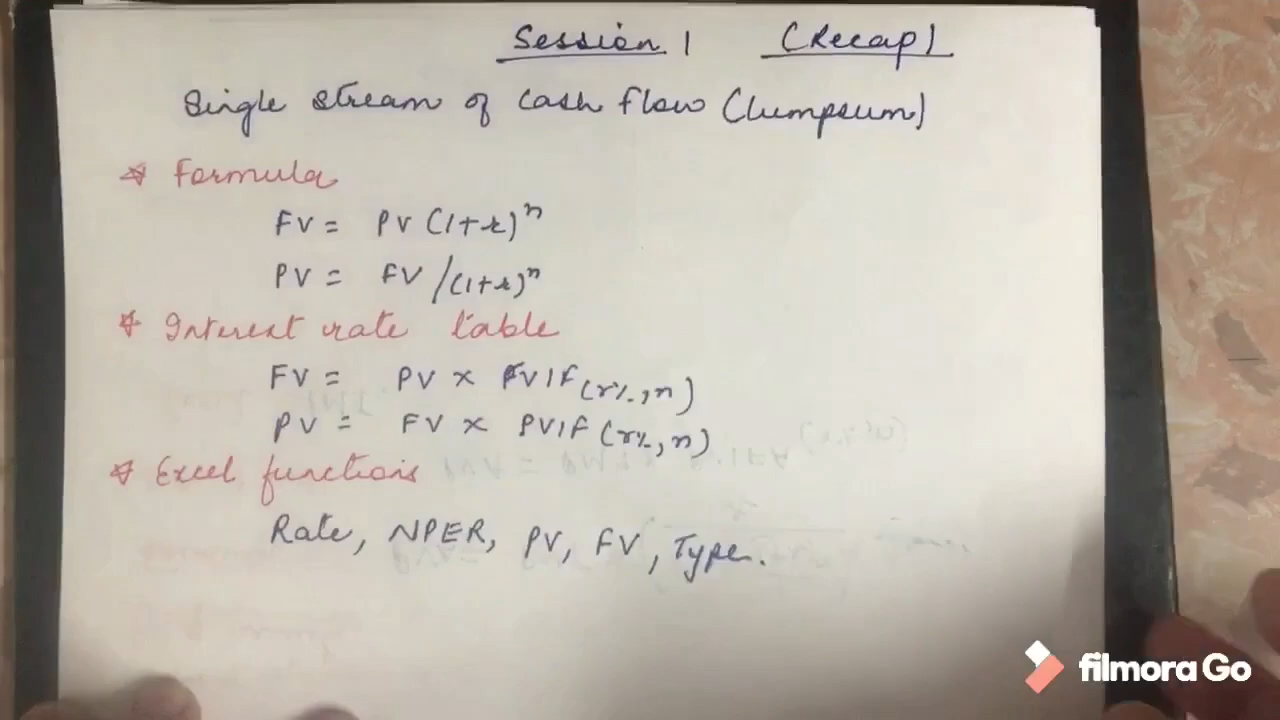 Session 1 (Recap)
Single stream of cash flow (lumpsum)
☆ Formula
FV = PV (1+r)ⁿ
PV = FV / (1+r)ⁿ
☆ Interest rate table
FV = PV × FVIF (r%, n)
PV = FV × PVIF (r%, n)
☆ Excel functions
Rate, NPER, PV, FV, Type.
filmora Go